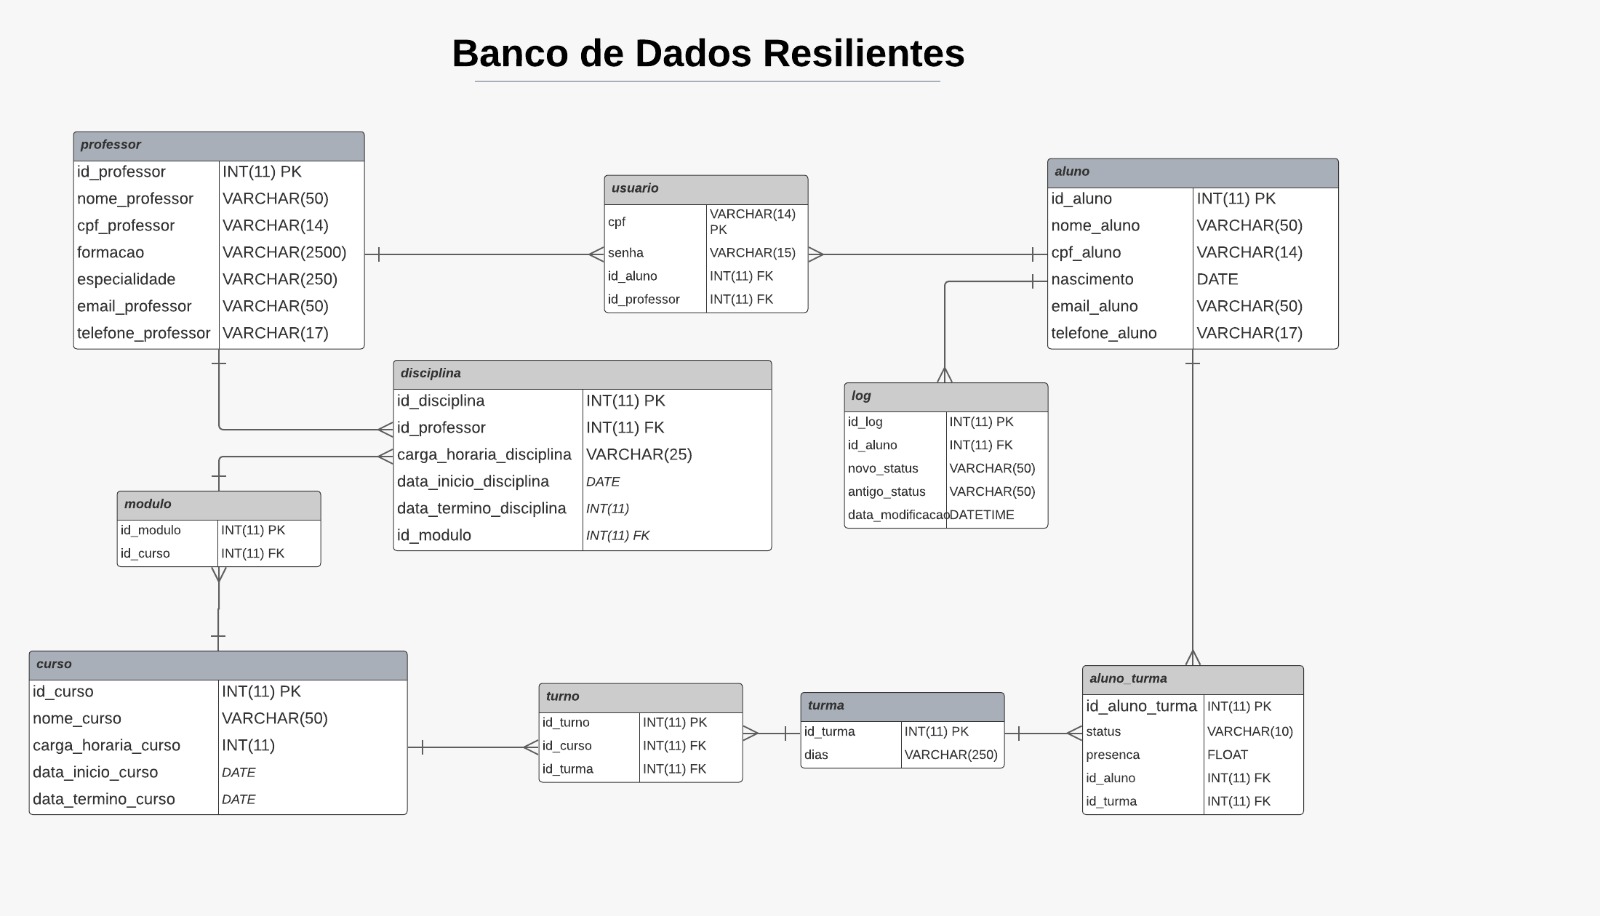 Banco de Dados Resilientes
professor
id_professor INT(11) PK
nome_professor VARCHAR(50)
cpf_professor VARCHAR(14)
formacao VARCHAR(2500)
especialidade VARCHAR(250)
email_professor VARCHAR(50)
telefone_professor VARCHAR(17)
usuario
cpf VARCHAR(14)
PK
senha VARCHAR(15)
id_aluno INT(11) FK
id_professor INT(11) FK
aluno
id_aluno INT(11) PK
nome_aluno VARCHAR(50)
cpf_aluno VARCHAR(14)
nascimento DATE
email_aluno VARCHAR(50)
telefone_aluno VARCHAR(17)
disciplina
id_disciplina INT(11) PK
id_professor INT(11) FK
carga_horaria_disciplina VARCHAR(25)
data_inicio_disciplina DATE
data_termino_disciplina INT(11)
id_modulo INT(11) FK
log
id_log INT(11) PK
id_aluno INT(11) FK
novo_status VARCHAR(50)
antigo_status VARCHAR(50)
data_modificacao DATETIME
modulo
id_modulo INT(11) PK
id_curso INT(11) FK
curso
id_curso INT(11) PK
nome_curso VARCHAR(50)
carga_horaria_curso INT(11)
data_inicio_curso DATE
data_termino_curso DATE
turno
id_turno INT(11) PK
id_curso INT(11) FK
id_turma INT(11) FK
turma
id_turma INT(11) PK
dias VARCHAR(250)
aluno_turma
id_aluno_turma INT(11) PK
status VARCHAR(10)
presenca FLOAT
id_aluno INT(11) FK
id_turma INT(11) FK